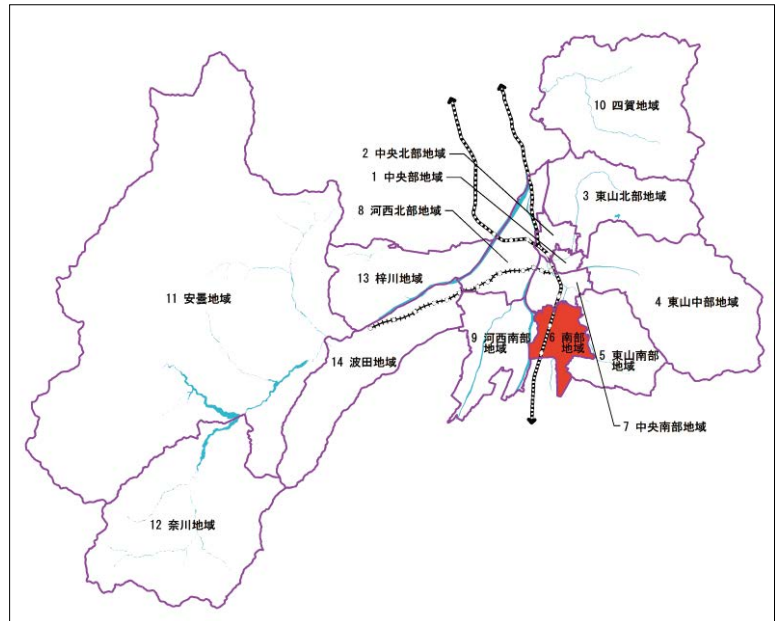 10 四賀地域
2 中央北部地域
1 中央部地域
3 東山北部地域
8 河西北部地域
13 梓川地域
11 安曇地域
4 東山中部地域
9 河西南部
地域
6 南部
地域
5 東山南部
地域
14 波田地域
7 中央南部地域
12 奈川地域